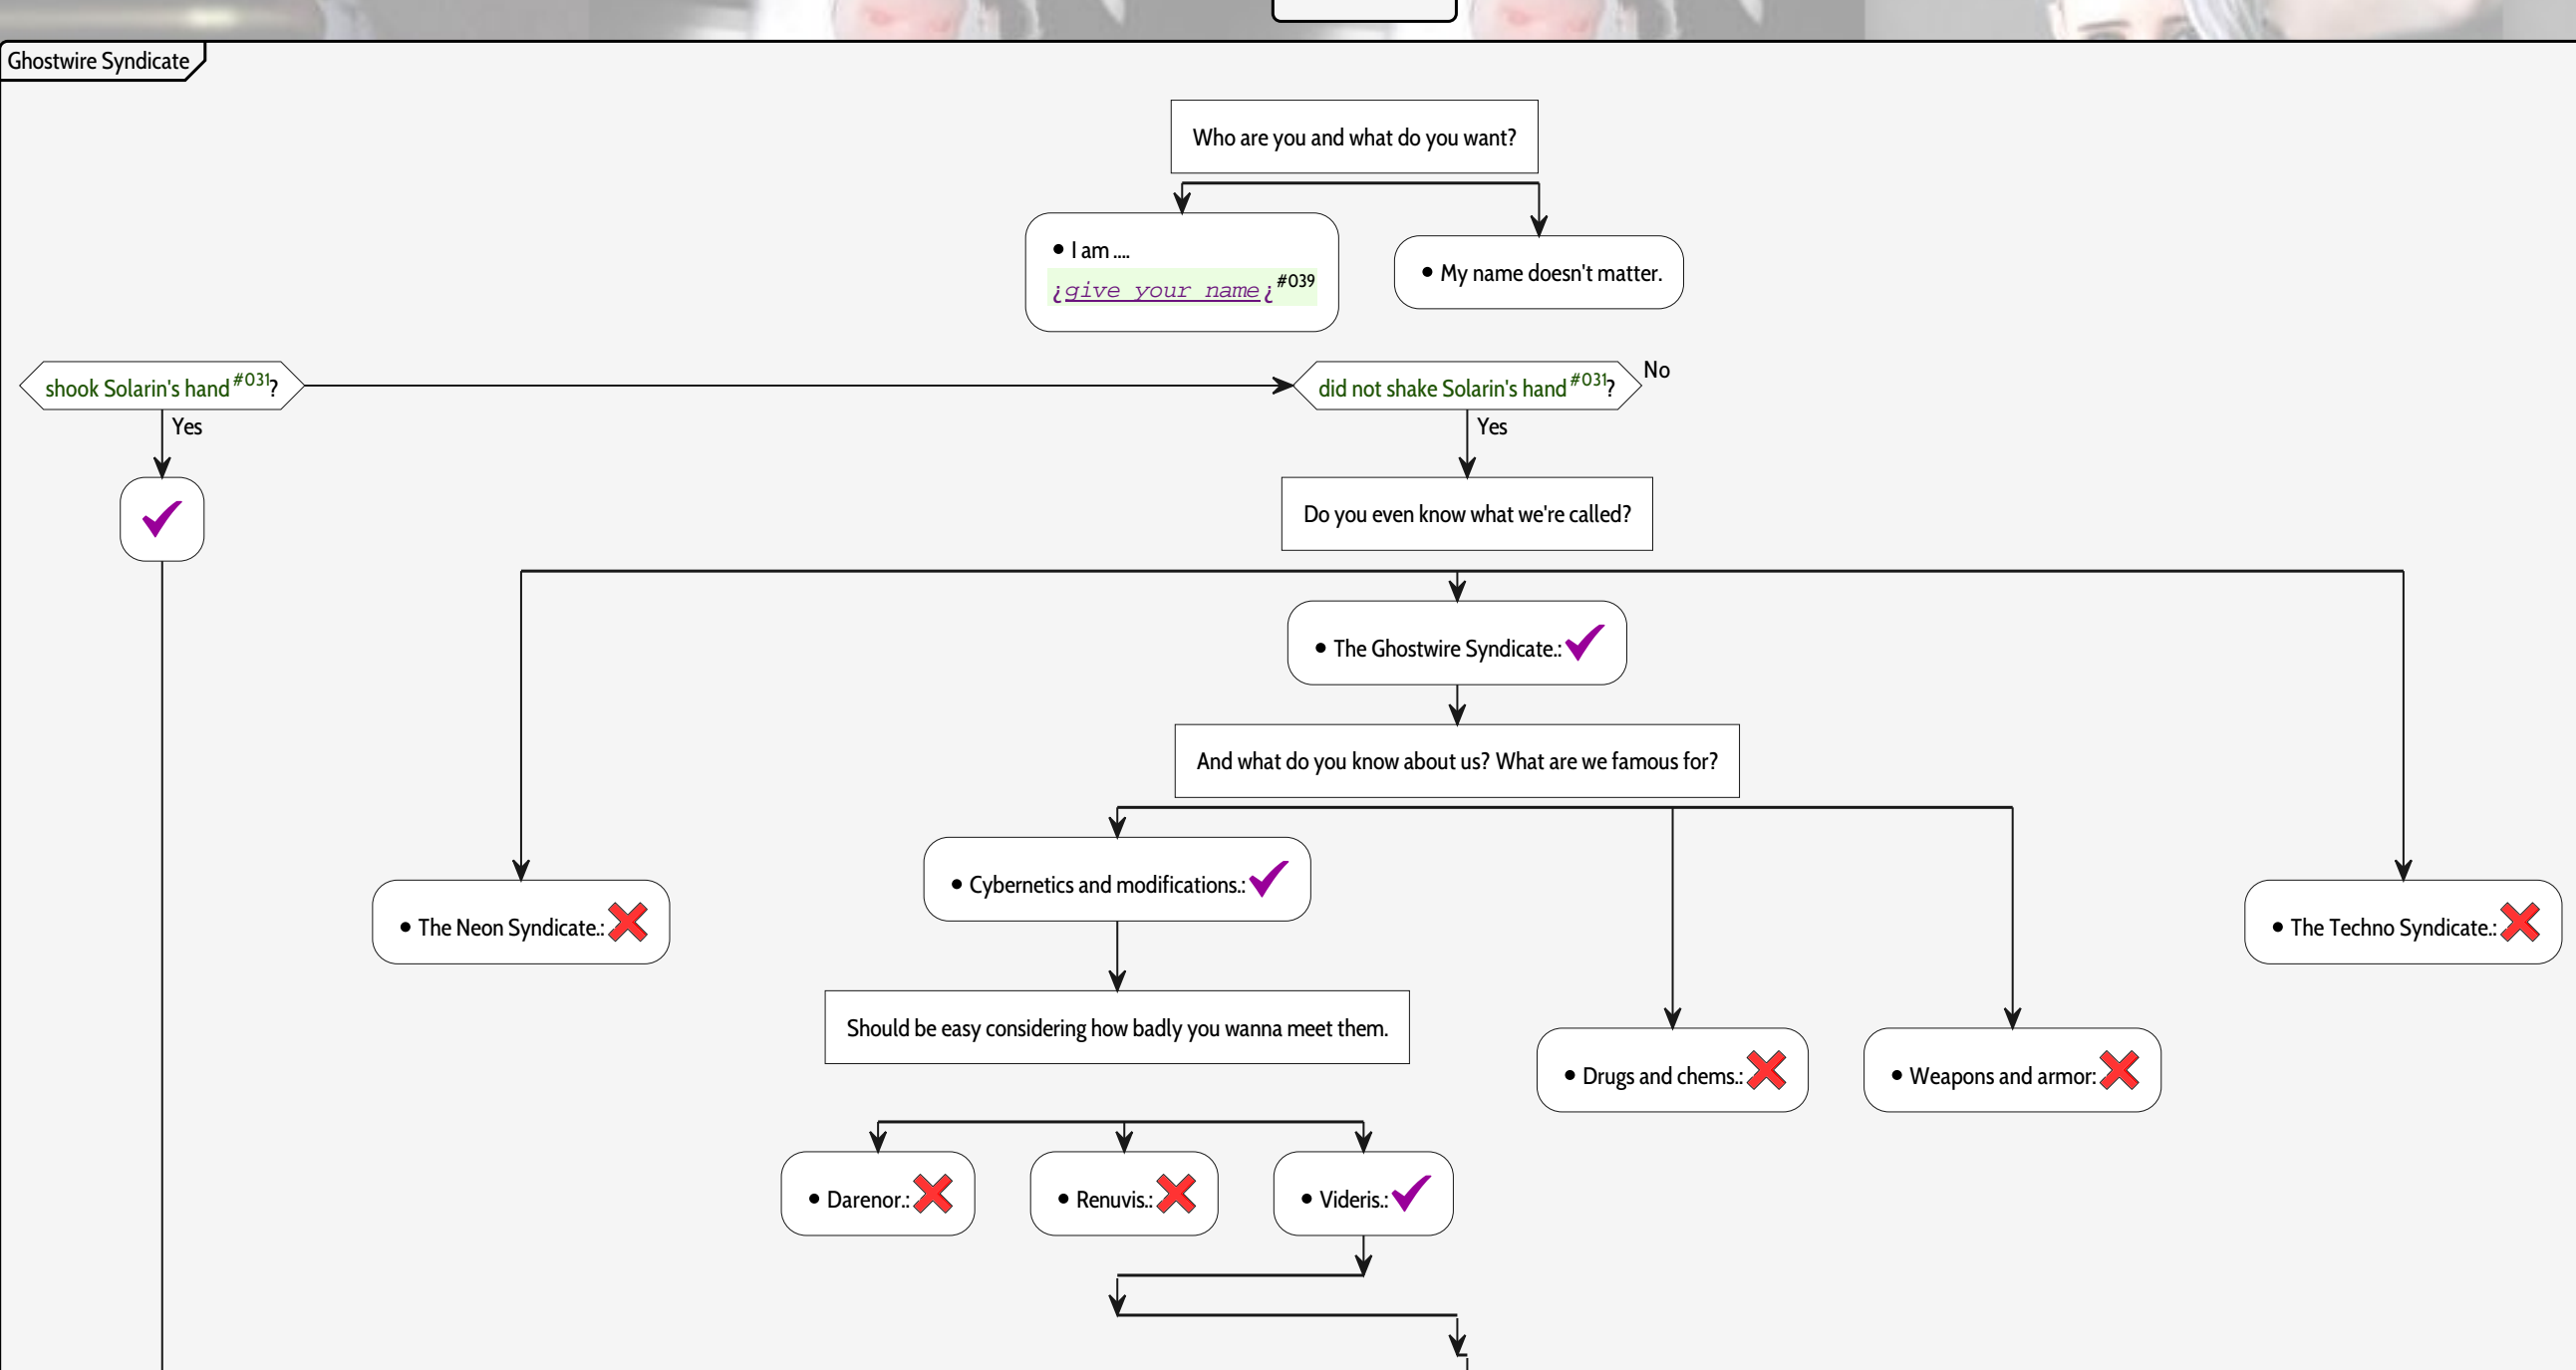 Ghostwire Syndicate
Who are you and what do you want?
• I am ....
¿give your name¿#039
• My name doesn't matter.
shook Solarin's hand#031?
did not shake Solarin's hand#031?
No
Yes
Yes
Do you even know what we're called?
• The Ghostwire Syndicate.:
And what do you know about us? What are we famous for?
• Cybernetics and modifications.:
• The Neon Syndicate.:
• The Techno Syndicate.:
Should be easy considering how badly you wanna meet them.
• Drugs and chems.:
• Weapons and armor:
• Darenor.:
• Renuvis.:
• Videris.: